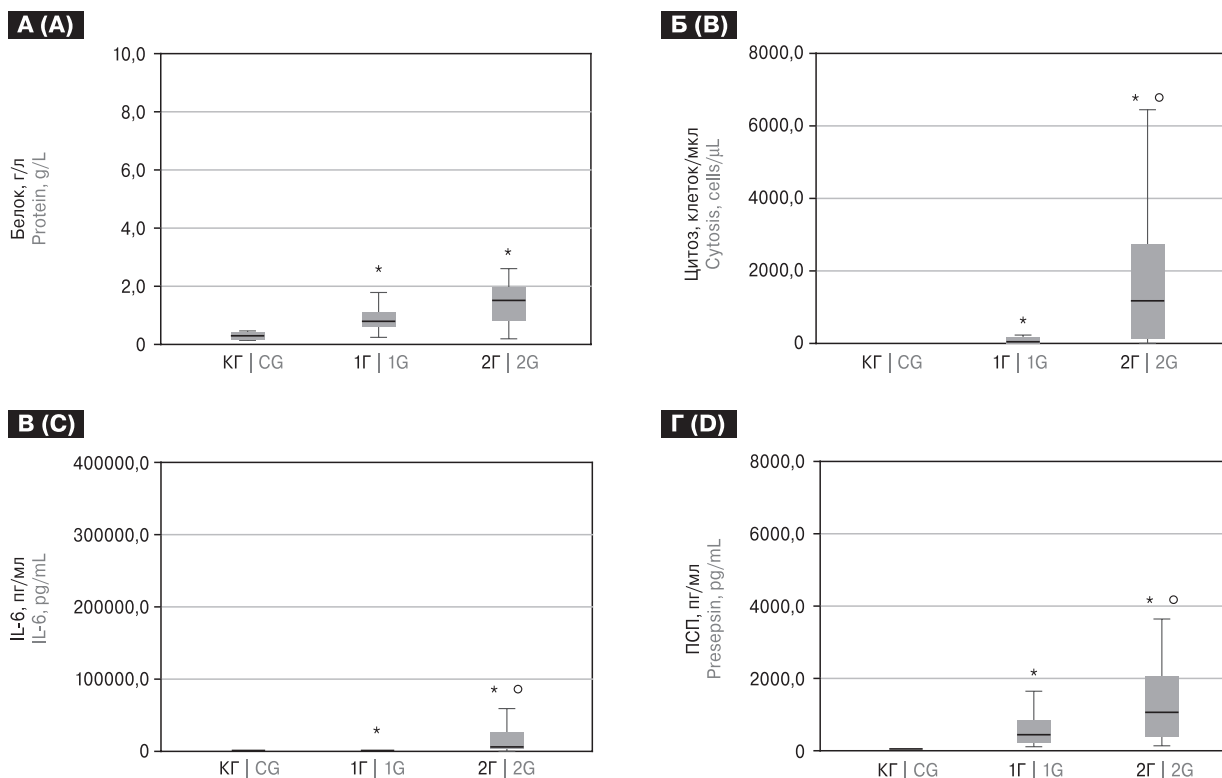 А (A)
Белок, г/л
Protein, g/L
10,0
8,0
6,0
4,0
2,0
0
*
*
КГ | CG
1Г | 1G
2Г | 2G
Б (B)
Цитоз, клеток/мкл
Cytosis, cells/µL
8000,0
6000,0
4000,0
2000,0
0
*
* ○
КГ | CG
1Г | 1G
2Г | 2G
В (C)
IL-6, пг/мл
IL-6, pg/mL
400000,0
300000,0
200000,0
100000,0
0
*
* ○
КГ | CG
1Г | 1G
2Г | 2G
Г (D)
ПСП, пг/мл
Presepsin, pg/mL
8000,0
6000,0
4000,0
2000,0
0
*
* ○
КГ | CG
1Г | 1G
2Г | 2G